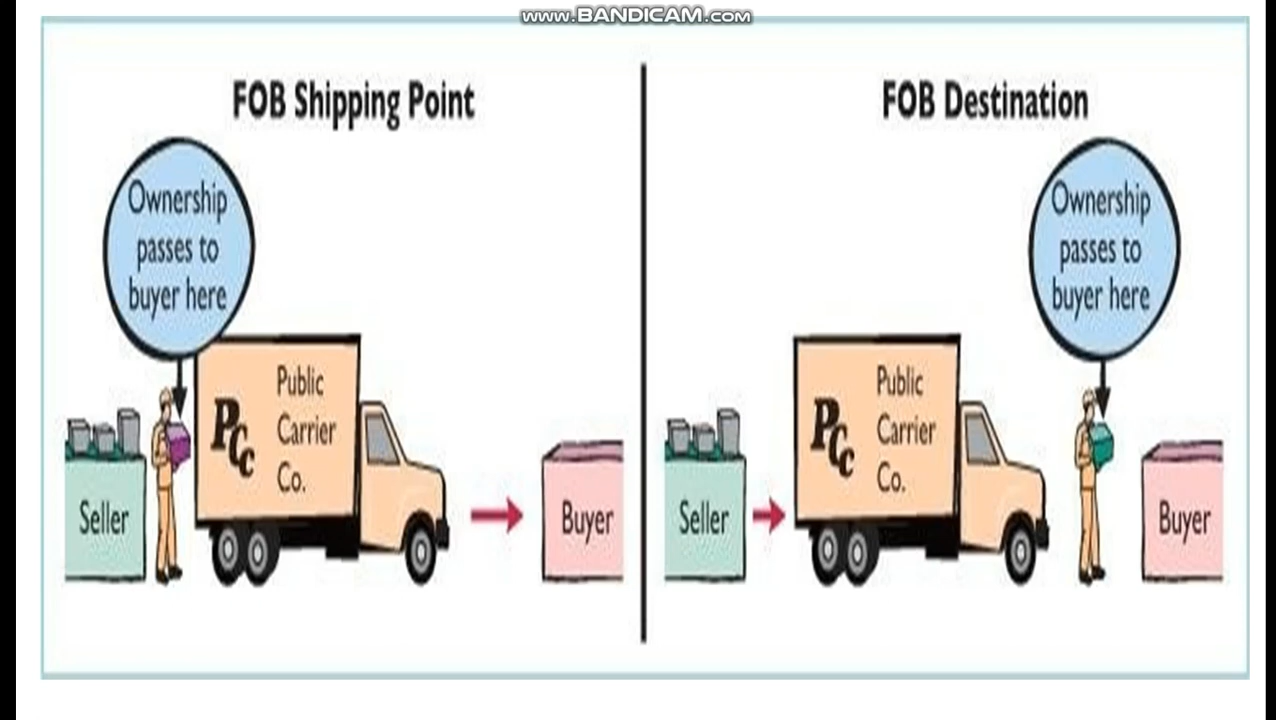 www.BANDICAM.com
FOB Shipping Point
Ownership
passes to
buyer here
PCc
Public
Carrier
Co.
Seller
Buyer
FOB Destination
Ownership
passes to
buyer here
PCc
Public
Carrier
Co.
Seller
Buyer